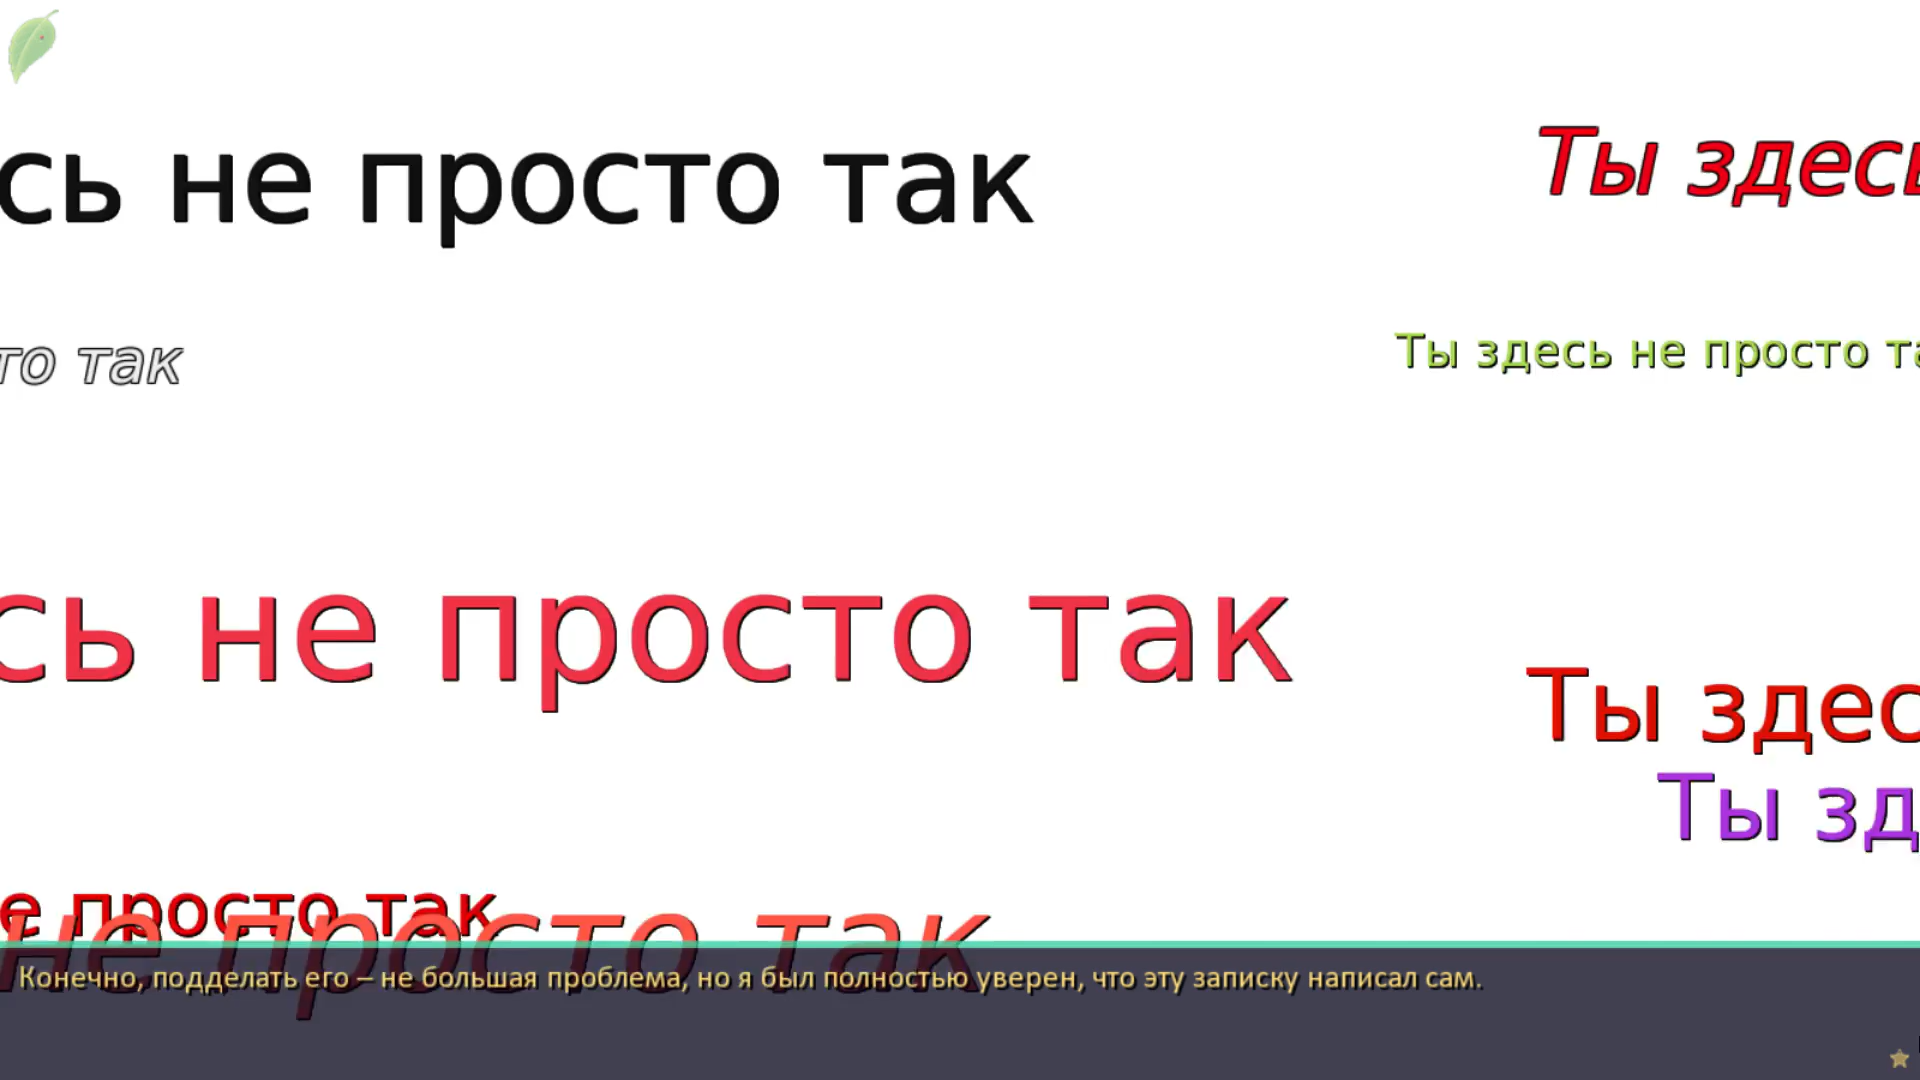 сь не просто так
Ты здесь
то так
Ты здесь не просто та
сь не просто так
Ты здес
Ты зд
е просто так
не просто так
Конечно, подделать его – не большая проблема, но я был полностью уверен, что эту записку написал сам.